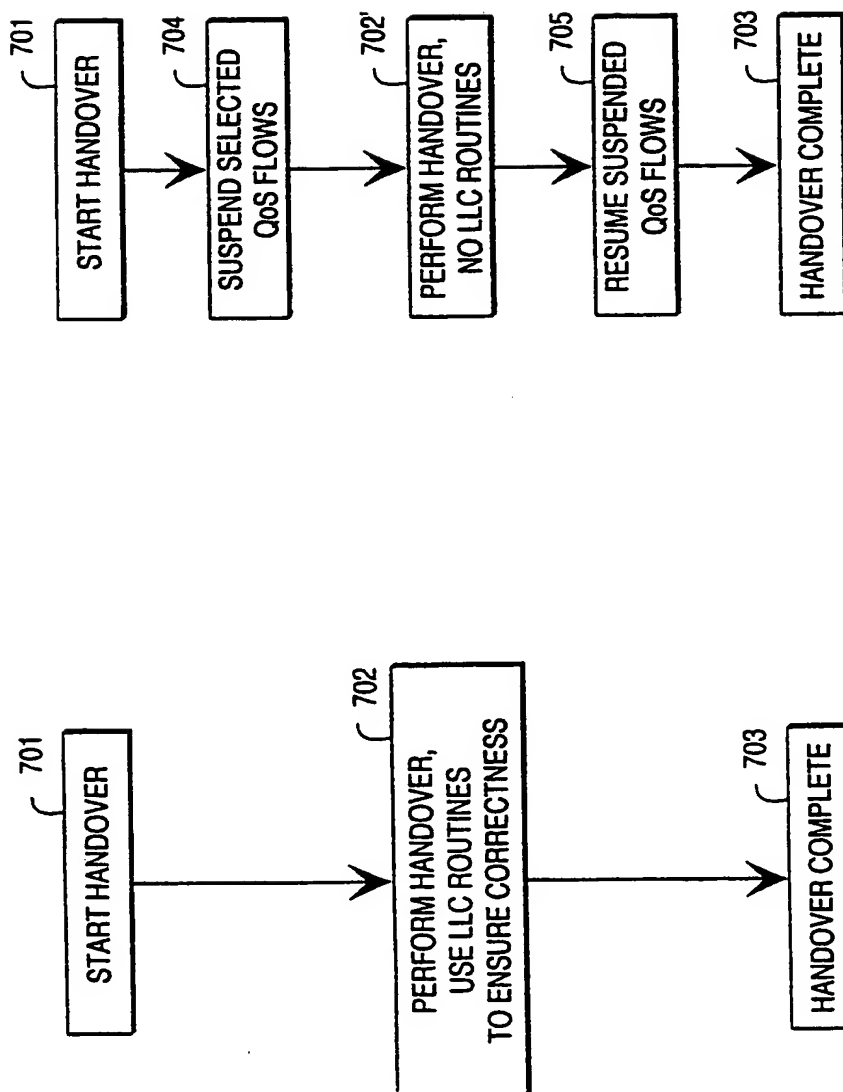 701
START HANDOVER
704
SUSPEND SELECTED
QoS FLOWS
702'
PERFORM HANDOVER,
NO LLC ROUTINES
705
RESUME SUSPENDED
QoS FLOWS
703
HANDOVER COMPLETE
701
START HANDOVER
702
PERFORM HANDOVER,
USE LLC ROUTINES
TO ENSURE CORRECTNESS
703
HANDOVER COMPLETE